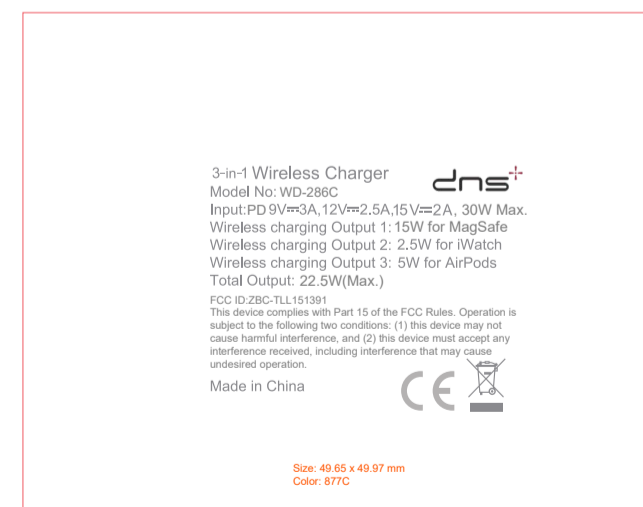 3-in-1 Wireless Charger
dns+
Model No: WD-286C
Input:PD 9V⎓3A,12V⎓2.5A,15V⎓2A, 30W Max.
Wireless charging Output 1: 15W for MagSafe
Wireless charging Output 2: 2.5W for iWatch
Wireless charging Output 3: 5W for AirPods
Total Output: 22.5W(Max.)
FCC ID:ZBC-TLL151391
This device complies with Part 15 of the FCC Rules. Operation is
subject to the following two conditions: (1) this device may not
cause harmful interference, and (2) this device must accept any
interference received, including interference that may cause
undesired operation.
Made in China
CE
Size: 49.65 x 49.97 mm
Color: 877C